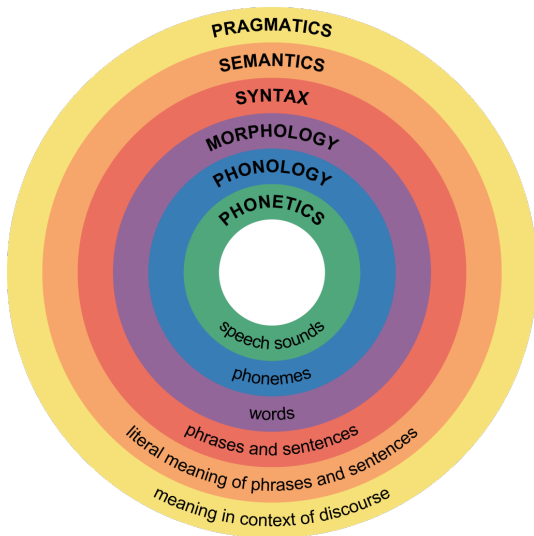 PRAGMATICS
SEMANTICS
SYNTAX
MORPHOLOGY
PHONOLOGY
PHONETICS
speech sounds
phonemes
words
phrases and sentences
literal meaning of phrases and sentences
meaning in context of discourse